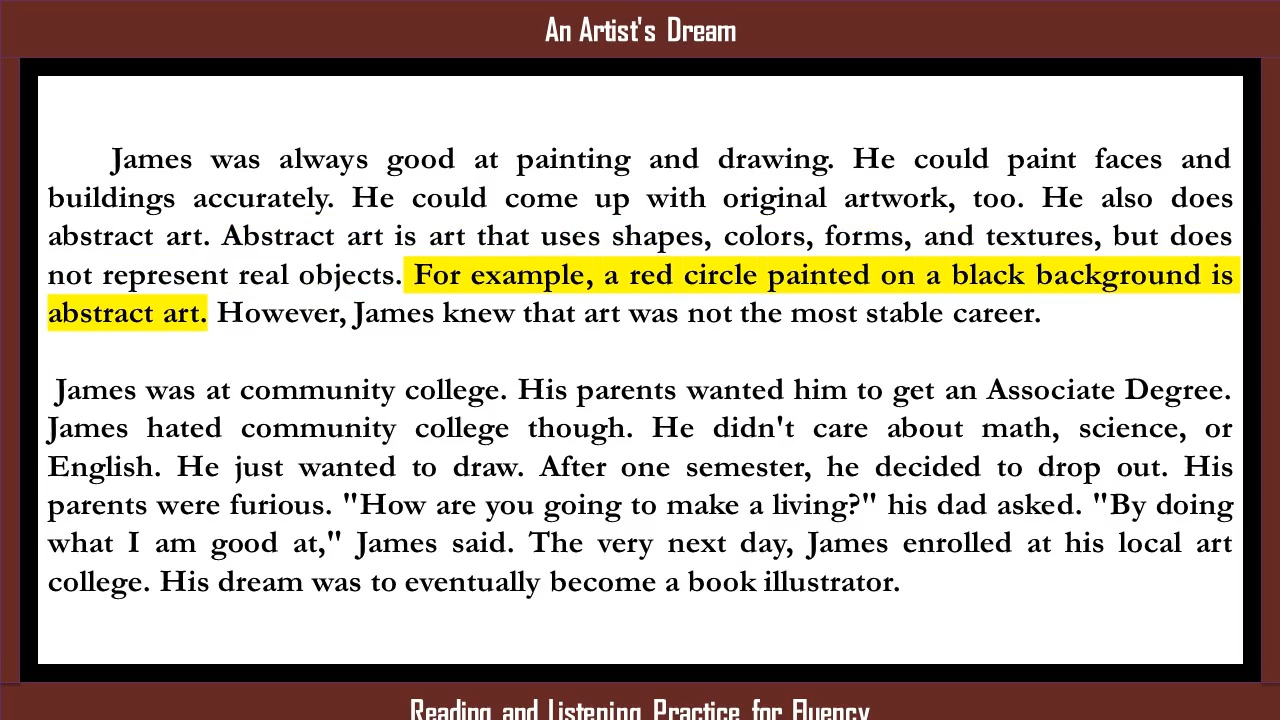 An Artist's Dream
James was always good at painting and drawing. He could paint faces and
buildings accurately. He could come up with original artwork, too. He also does
abstract art. Abstract art is art that uses shapes, colors, forms, and textures, but does
not represent real objects. For example, a red circle painted on a black background is
abstract art. However, James knew that art was not the most stable career.
James was at community college. His parents wanted him to get an Associate Degree.
James hated community college though. He didn't care about math, science, or
English. He just wanted to draw. After one semester, he decided to drop out. His
parents were furious. "How are you going to make a living?" his dad asked. "By doing
what I am good at," James said. The very next day, James enrolled at his local art
college. His dream was to eventually become a book illustrator.
Reading and Listening Practice for Fluency